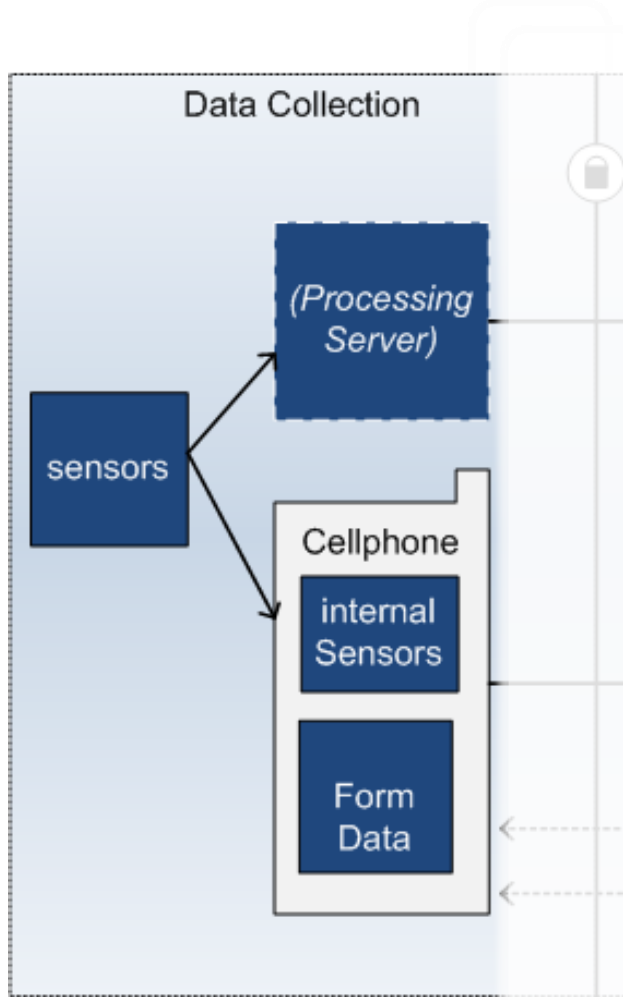 Data Collection
(Processing
Server)
sensors
Cellphone
internal
Sensors
Form
Data